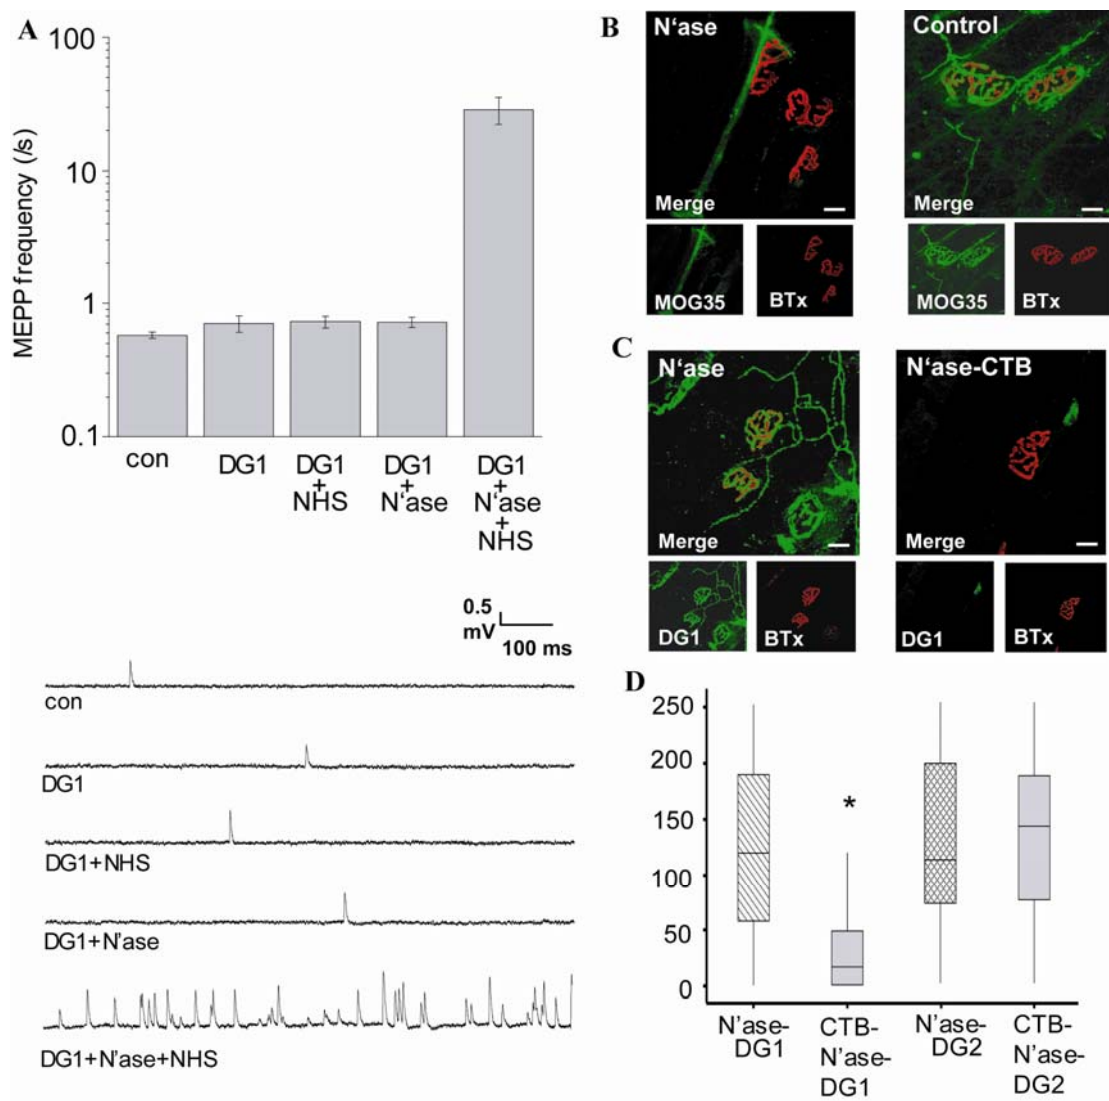 A
100
10
1
0.1
MEPP frequency (/s)
con
DG1
DG1
+
NHS
DG1
+
N‘ase
DG1
+
N‘ase
+
NHS
0.5
mV
100 ms
con
DG1
DG1+NHS
DG1+N’ase
DG1+N’ase+NHS
B
N‘ase
Merge
MOG35
BTx
Control
Merge
MOG35
BTx
C
N‘ase
Merge
DG1
BTx
N‘ase-CTB
Merge
DG1
BTx
D
250
200
150
100
50
0
*
N’ase-
DG1
CTB-
N’ase-
DG1
N’ase-
DG2
CTB-
N’ase-
DG2